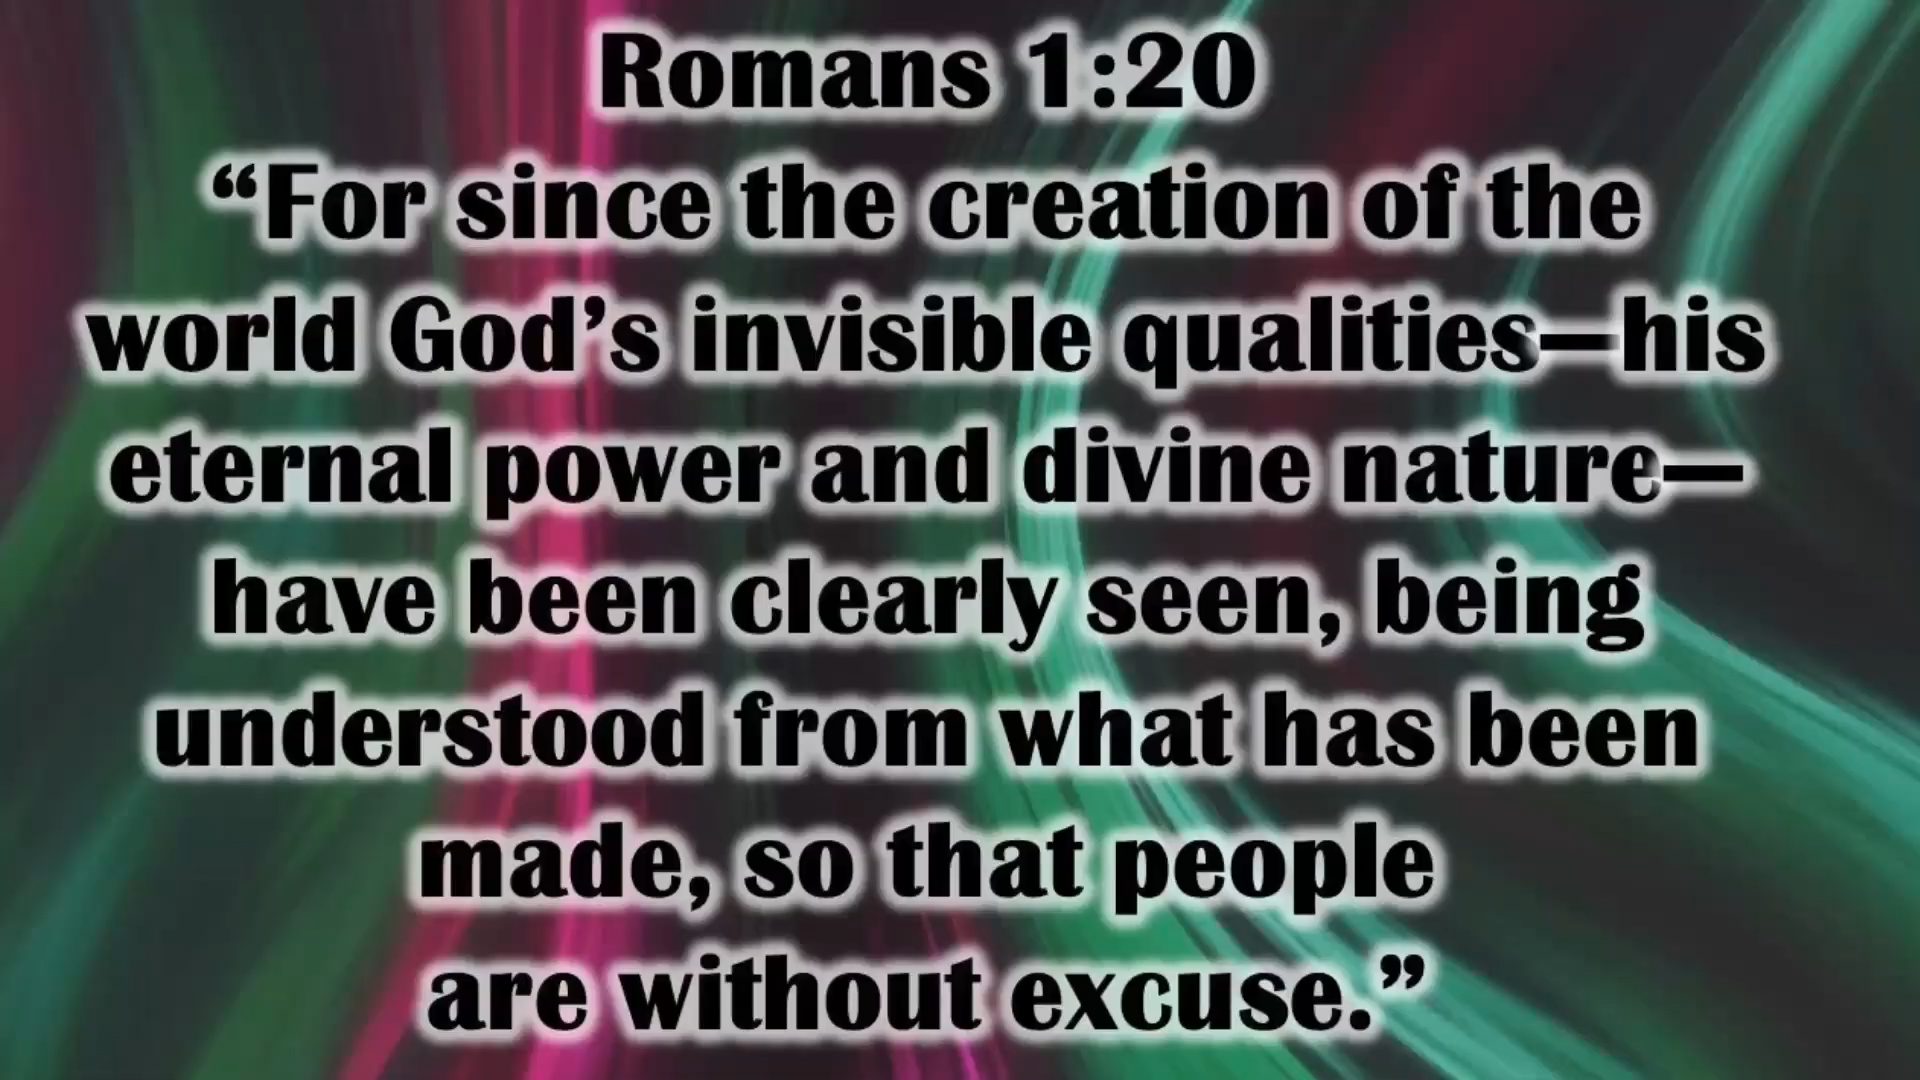 Romans 1:20
“For since the creation of the
world God’s invisible qualities—his
eternal power and divine nature—
have been clearly seen, being
understood from what has been
made, so that people
are without excuse.”